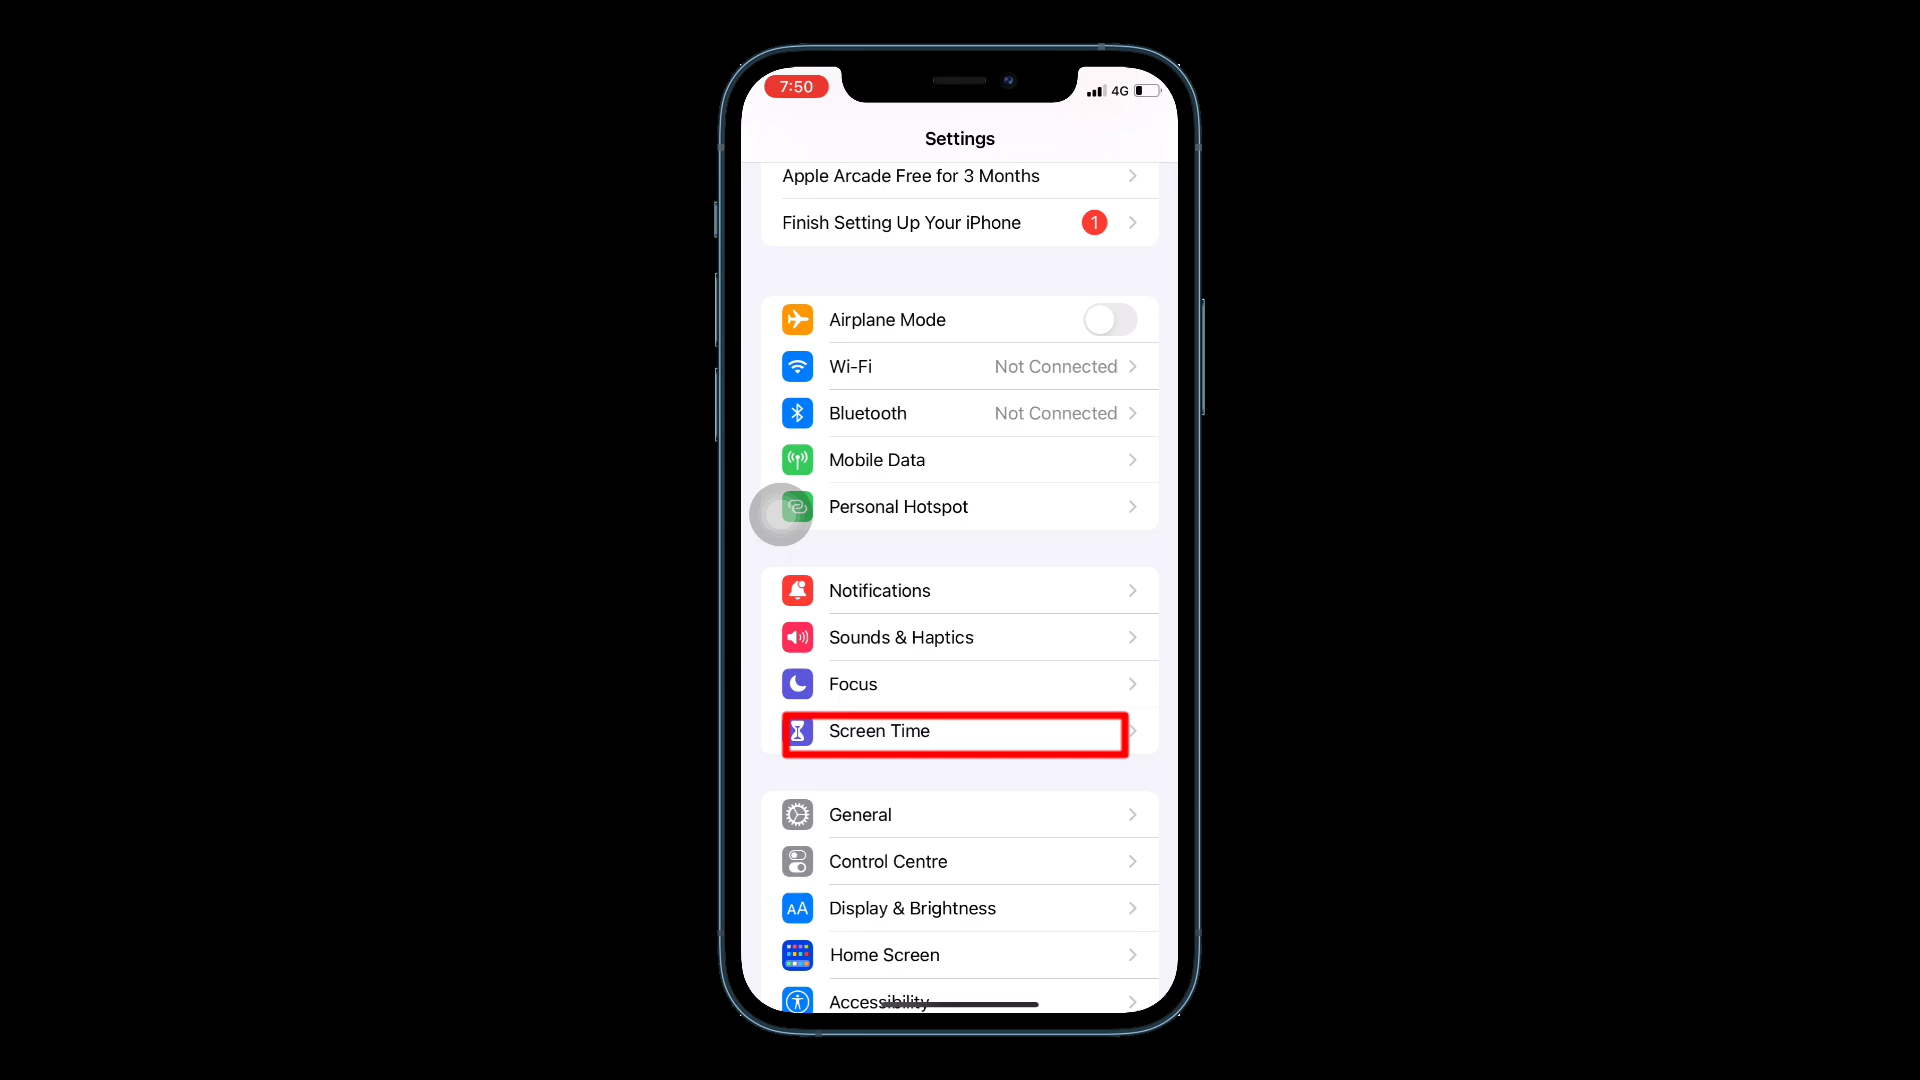 7:50
4G
Settings
Apple Arcade Free for 3 Months
Finish Setting Up Your iPhone 1
Airplane Mode
Wi-Fi Not Connected
Bluetooth Not Connected
Mobile Data
Personal Hotspot
Notifications
Sounds & Haptics
Focus
Screen Time
General
Control Centre
AA Display & Brightness
Home Screen
Accessibility